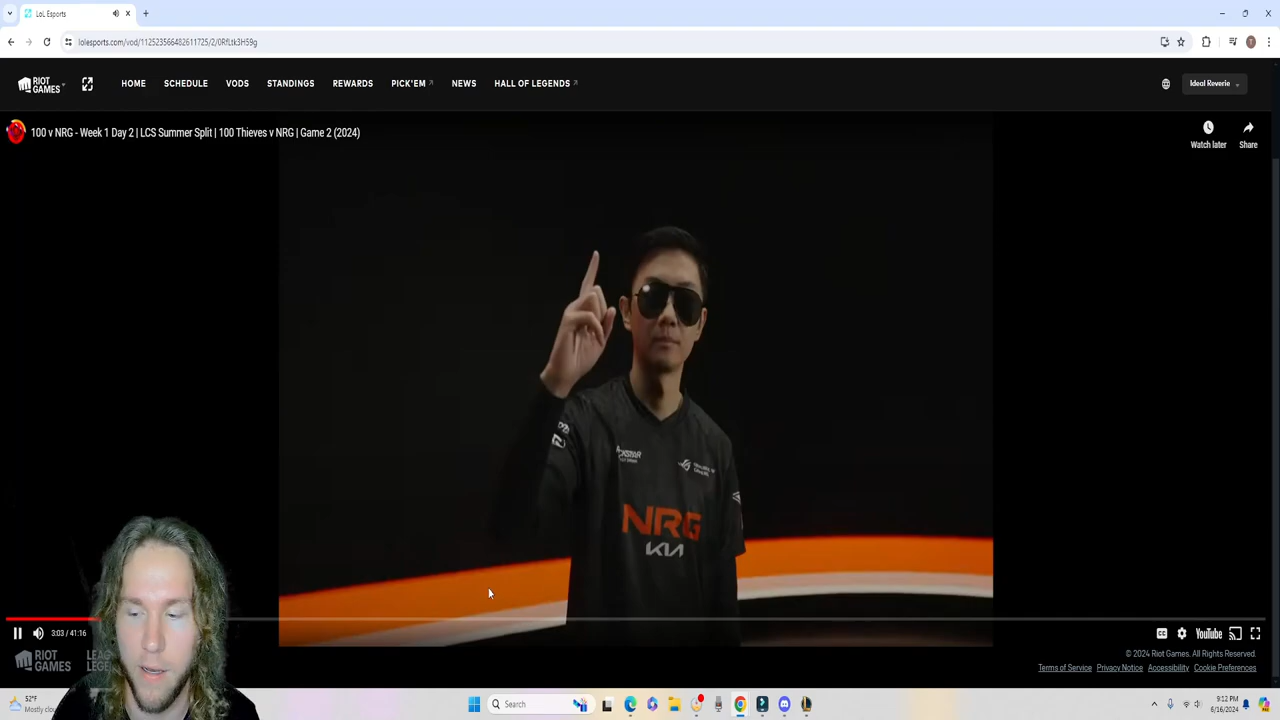 LoL Esports
lolesports.com/vod/112523566482611725/2/0RfLtk3H59g
RIOT GAMES
HOME
SCHEDULE
VODS
STANDINGS
REWARDS
PICK'EM
NEWS
HALL OF LEGENDS
Ideal Reverie
100 v NRG - Week 1 Day 2 | LCS Summer Split | 100 Thieves v NRG | Game 2 (2024)
Watch later
Share
NRG
KIA
3:03 / 41:16
CC
YouTube
RIOT GAMES
© 2024 Riot Games. All Rights Reserved.
Terms of Service
Privacy Notice
Accessibility
Cookie Preferences
52°F
Search
9:12 PM
6/16/2024